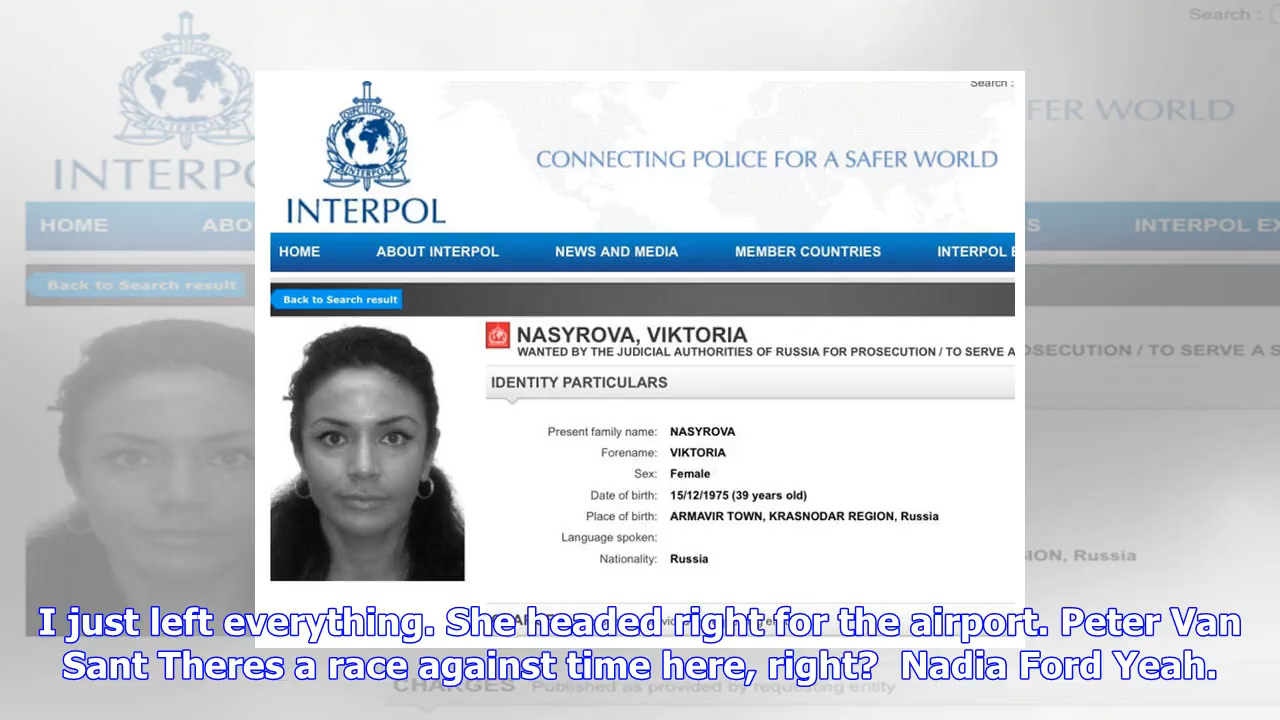 Search :
CONNECTING POLICE FOR A SAFER WORLD
INTERPOL
HOME ABOUT INTERPOL NEWS AND MEDIA MEMBER COUNTRIES INTERPOL E
Back to Search result
NASYROVA, VIKTORIA
WANTED BY THE JUDICIAL AUTHORITIES OF RUSSIA FOR PROSECUTION / TO SERVE A
IDENTITY PARTICULARS
Present family name: NASYROVA
Forename: VIKTORIA
Sex: Female
Date of birth: 15/12/1975 (39 years old)
Place of birth: ARMAVIR TOWN, KRASNODAR REGION, Russia
Language spoken:
Nationality: Russia
I just left everything. She headed right for the airport. Peter Van
Sant Theres a race against time here, right? Nadia Ford Yeah.
CHARGES Published as provided by requesting entity